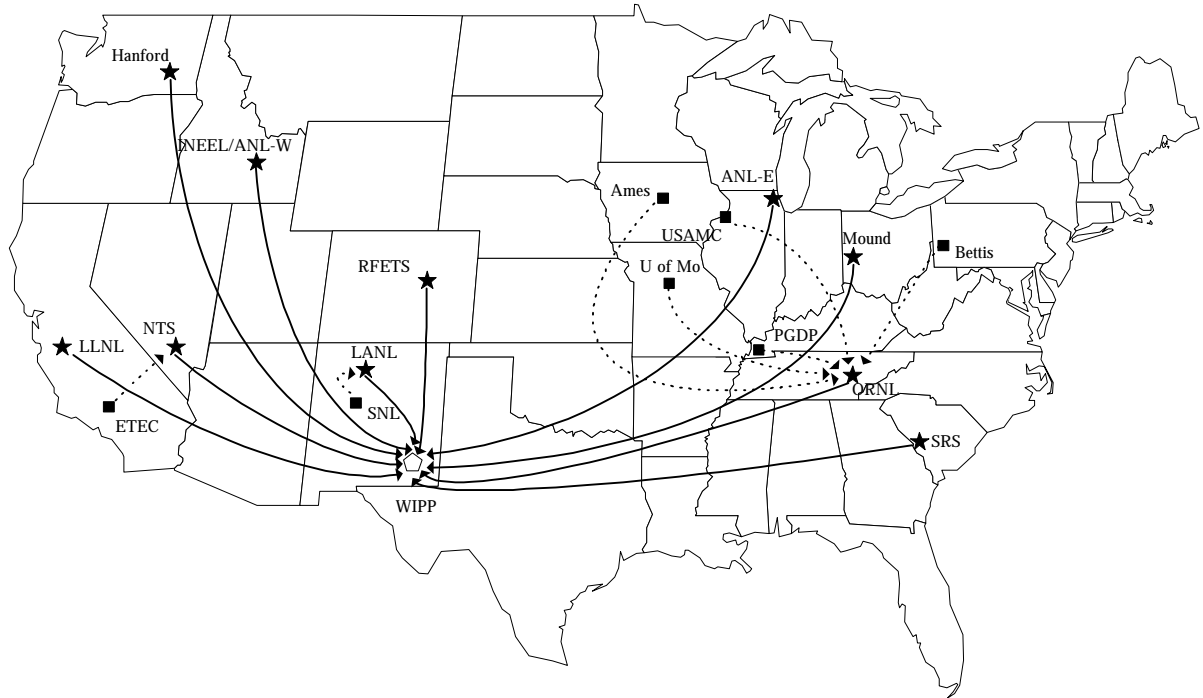 Hanford
INEEL/ANL-W
ANL-E
Ames
USAMC
Mound
Bettis
U of Mo
RFETS
NTS
LLNL
PGDP
LANL
ORNL
SNL
ETEC
SRS
WIPP